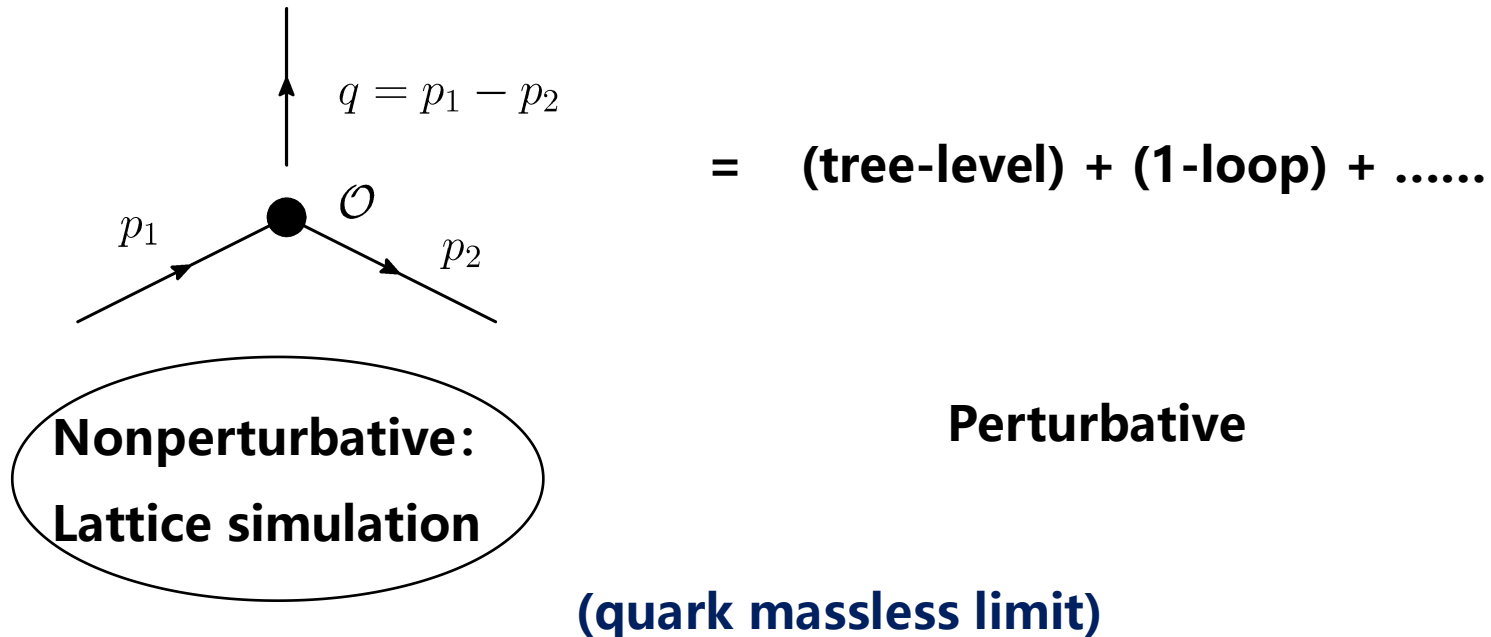 q = p₁ − p₂
= (tree-level) + (1-loop) + ......
𝒪
p₁
p₂
Nonperturbative:
Lattice simulation
Perturbative
(quark massless limit)